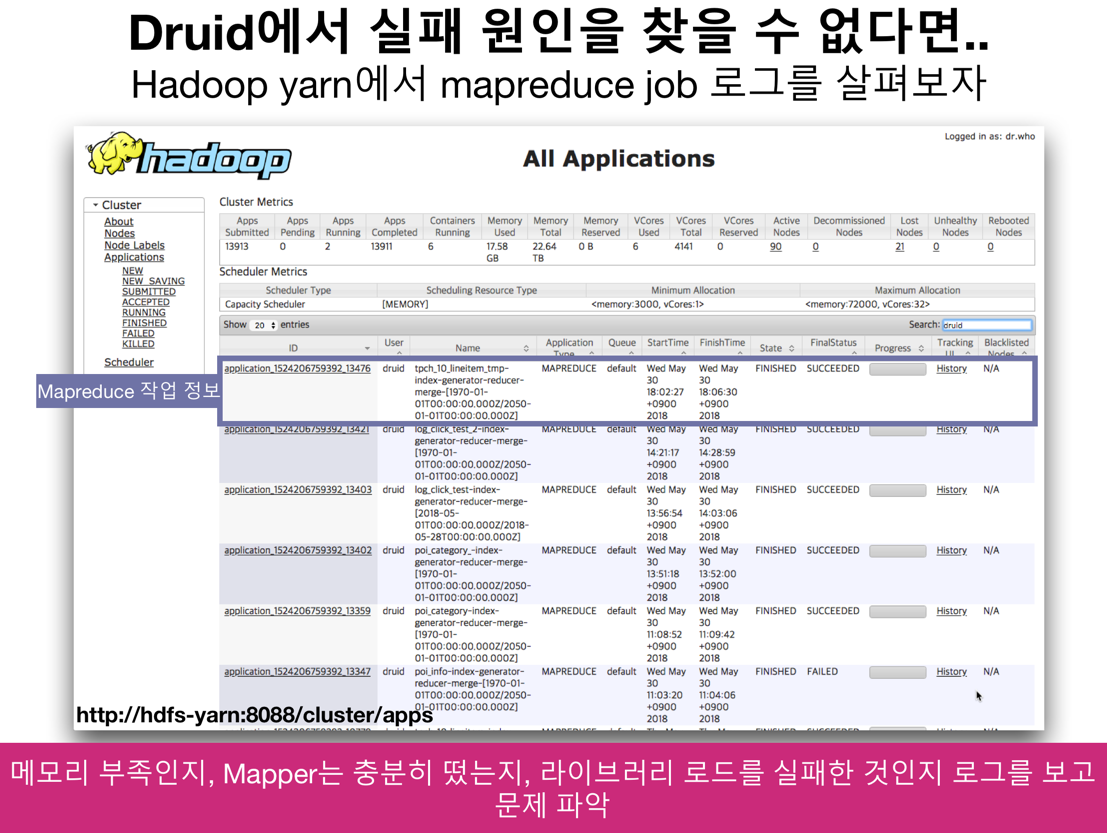 Druid에서 실패 원인을 찾을 수 없다면..
Hadoop yarn에서 mapreduce job 로그를 살펴보자
hadoop
All Applications
Logged in as: dr.who
Cluster
About
Nodes
Node Labels
Applications
NEW
NEW_SAVING
SUBMITTED
ACCEPTED
RUNNING
FINISHED
FAILED
KILLED
Scheduler
Cluster Metrics
Apps Submitted Apps Pending Apps Running Apps Completed Containers Running Memory Used Memory Total Memory Reserved VCores Used VCores Total VCores Reserved Active Nodes Decommissioned Nodes Lost Nodes Unhealthy Nodes Rebooted Nodes
13913 0 2 13911 6 17.58 GB 22.64 TB 0 B 6 4141 0 90 0 21 0 0
Scheduler Metrics
Scheduler Type Scheduling Resource Type Minimum Allocation Maximum Allocation
Capacity Scheduler [MEMORY] <memory:3000, vCores:1> <memory:72000, vCores:32>
Show 20 entries Search: druid
ID User Name Application Type Queue StartTime FinishTime State FinalStatus Progress Tracking UI Blacklisted Nodes
Mapreduce 작업 정보
application_1524206759392_13476 druid tpch_10_lineitem_tmp-index-generator-reducer-merge-[1970-01-01T00:00:00.000Z/2050-01-01T00:00:00.000Z] MAPREDUCE default Wed May 30 18:02:27 +0900 2018 Wed May 30 18:06:30 +0900 2018 FINISHED SUCCEEDED History N/A
application_1524206759392_13421 druid log_click_test_2-index-generator-reducer-merge-[1970-01-01T00:00:00.000Z/2050-01-01T00:00:00.000Z] MAPREDUCE default Wed May 30 14:21:17 +0900 2018 Wed May 30 14:28:59 +0900 2018 FINISHED SUCCEEDED History N/A
application_1524206759392_13403 druid log_click_test-index-generator-reducer-merge-[2018-05-01T00:00:00.000Z/2018-05-28T00:00:00.000Z] MAPREDUCE default Wed May 30 13:56:54 +0900 2018 Wed May 30 14:03:06 +0900 2018 FINISHED SUCCEEDED History N/A
application_1524206759392_13402 druid poi_category_-index-generator-reducer-merge-[1970-01-01T00:00:00.000Z/2050-01-01T00:00:00.000Z] MAPREDUCE default Wed May 30 13:51:18 +0900 2018 Wed May 30 13:52:00 +0900 2018 FINISHED SUCCEEDED History N/A
application_1524206759392_13359 druid poi_category-index-generator-reducer-merge-[1970-01-01T00:00:00.000Z/2050-01-01T00:00:00.000Z] MAPREDUCE default Wed May 30 11:08:52 +0900 2018 Wed May 30 11:09:42 +0900 2018 FINISHED SUCCEEDED History N/A
application_1524206759392_13347 druid poi_info-index-generator-reducer-merge-[1970-01-01T00:00:00.000Z/2050-01-01T00:00:00.000Z] MAPREDUCE default Wed May 30 11:03:20 +0900 2018 Wed May 30 11:04:06 +0900 2018 FINISHED FAILED History N/A
http://hdfs-yarn:8088/cluster/apps
메모리 부족인지, Mapper는 충분히 떴는지, 라이브러리 로드를 실패한 것인지 로그를 보고
문제 파악